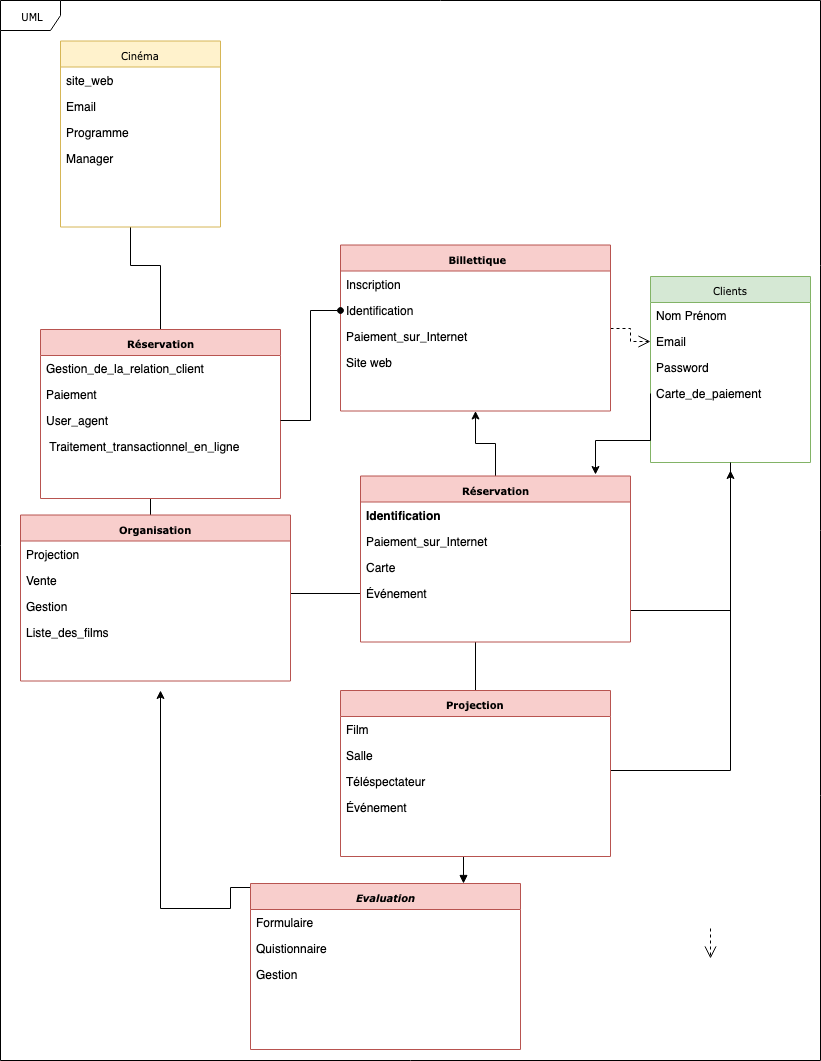 UML
Cinéma
site_web
Email
Programme
Manager
Billettique
Inscription
Identification
Paiement_sur_Internet
Site web
Clients
Nom Prénom
Email
Password
Carte_de_paiement
Réservation
Gestion_de_la_relation_client
Paiement
User_agent
Traitement_transactionnel_en_ligne
Réservation
Identification
Paiement_sur_Internet
Carte
Événement
Organisation
Projection
Vente
Gestion
Liste_des_films
Projection
Film
Salle
Téléspectateur
Événement
Evaluation
Formulaire
Quistionnaire
Gestion